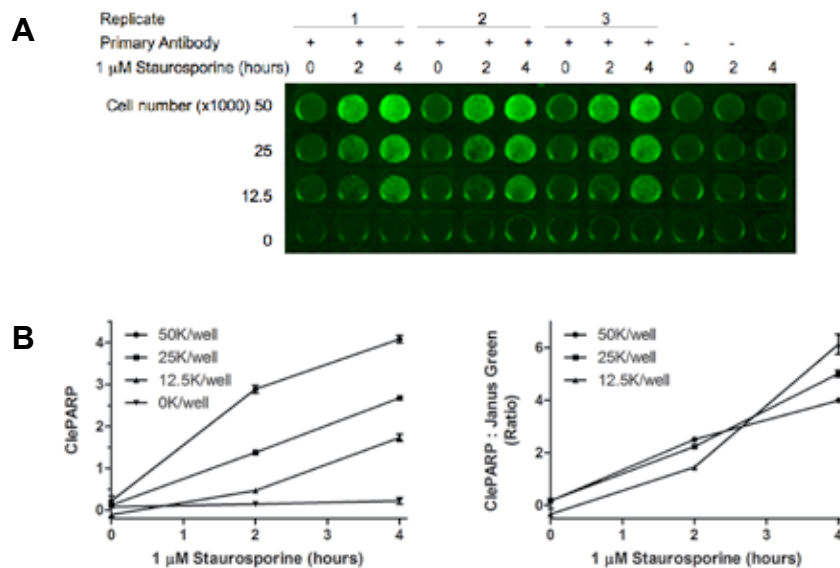 A
Replicate 1 2 3
Primary Antibody + + + + + + + + + - -
1 μM Staurosporine (hours) 0 2 4 0 2 4 0 2 4 0 2 4
Cell number (x1000) 50
25
12.5
0
B
ClePARP
4
3
2
1
0
50K/well
25K/well
12.5K/well
0K/well
0 1 2 3 4
1 μM Staurosporine (hours)
ClePARP : Janus Green
(Ratio)
6
4
2
0
50K/well
25K/well
12.5K/well
0 1 2 3 4
1 μM Staurosporine (hours)